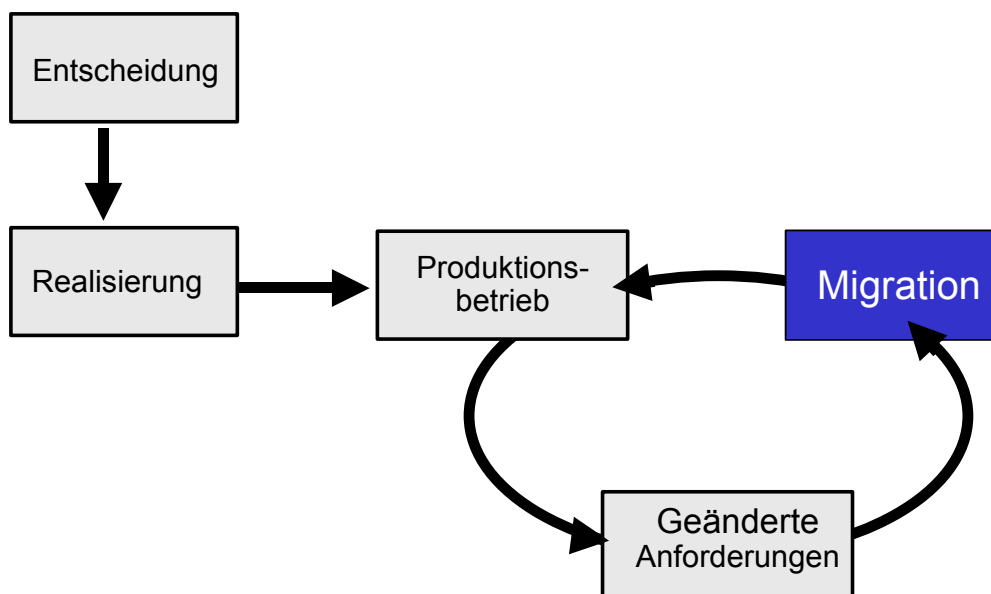 Entscheidung
Realisierung
Produktions-
betrieb
Migration
Geänderte
Anforderungen